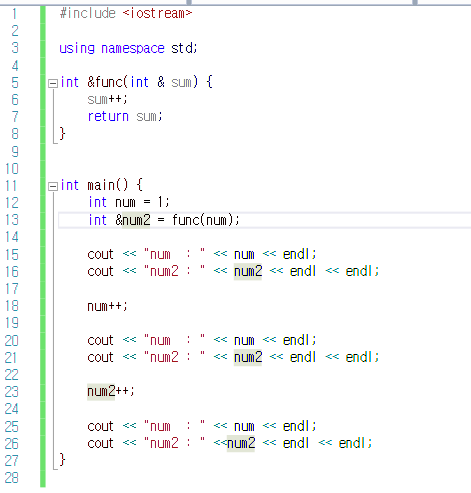 1 #include <iostream>
2
3 using namespace std;
4
5 int &func(int & sum) {
6 sum++;
7 return sum;
8 }
9
10
11 int main() {
12 int num = 1;
13 int &num2 = func(num);
14
15 cout << "num  : " << num << endl;
16 cout << "num2 : " << num2 << endl << endl;
17
18 num++;
19
20 cout << "num  : " << num << endl;
21 cout << "num2 : " << num2 << endl << endl;
22
23 num2++;
24
25 cout << "num  : " << num << endl;
26 cout << "num2 : " <<num2 << endl << endl;
27 }
28